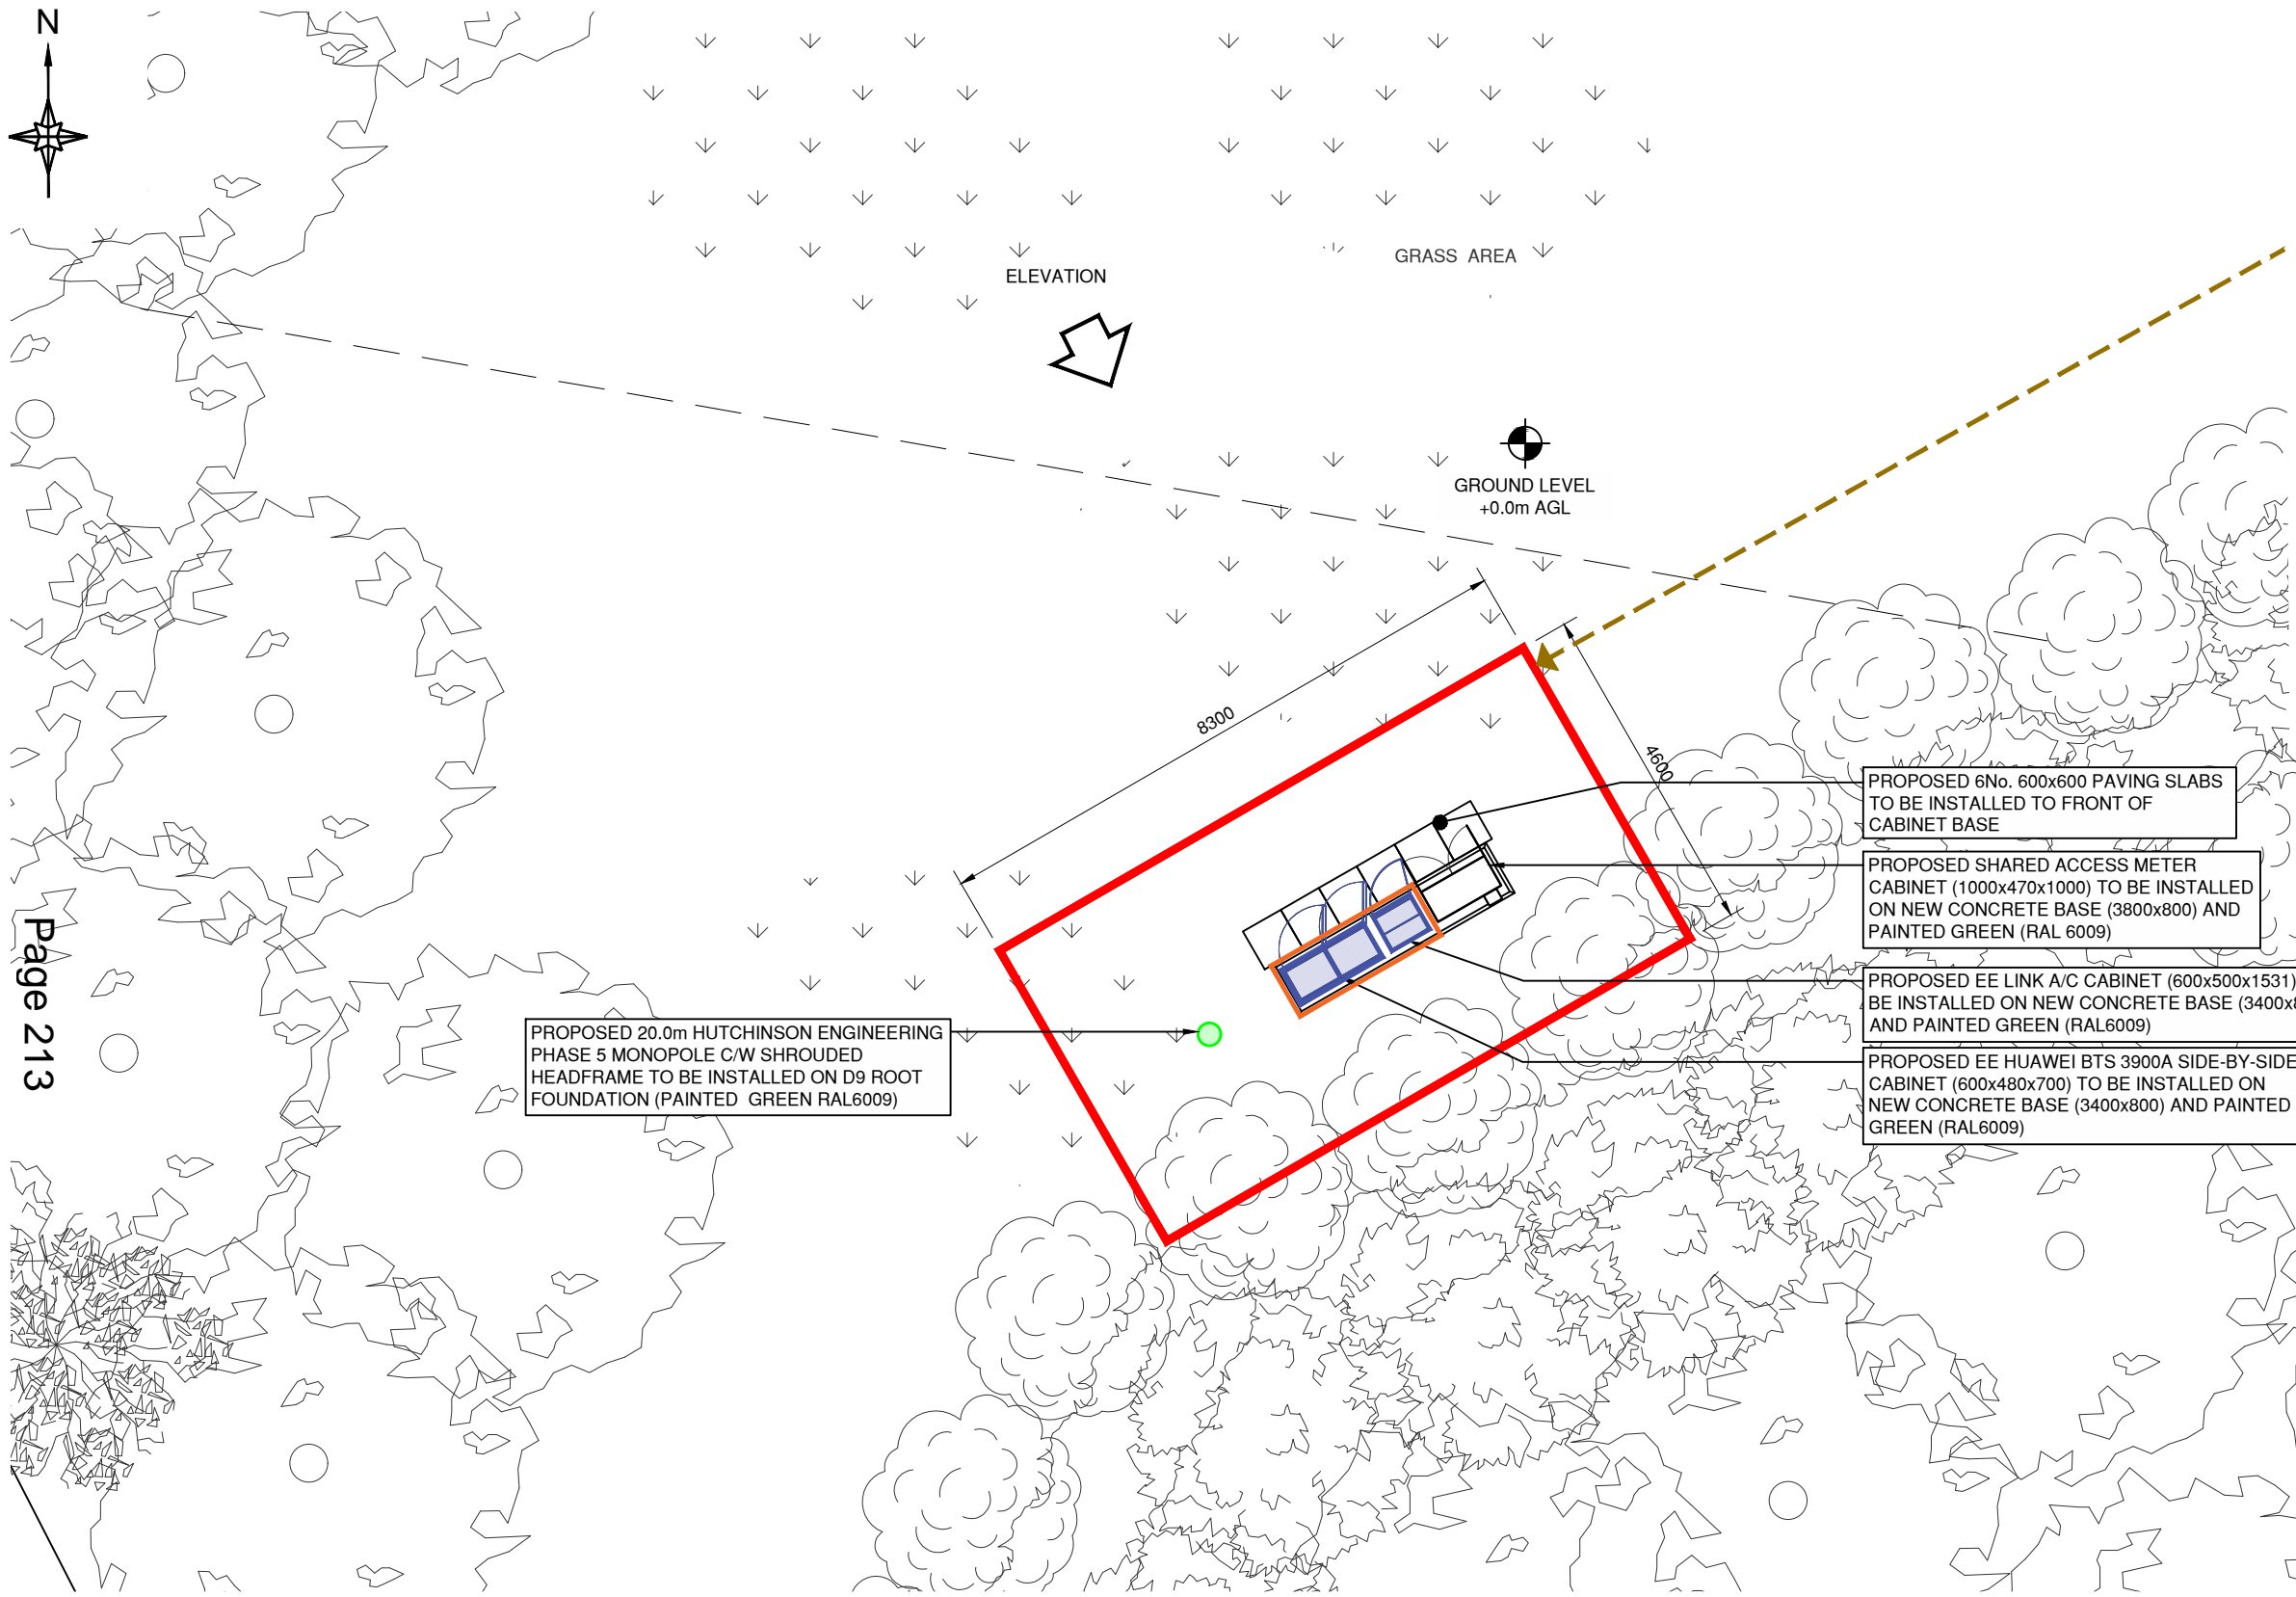 N
ELEVATION
GRASS AREA
GROUND LEVEL
+0.0m AGL
8300
4600
PROPOSED 6No. 600x600 PAVING SLABS
TO BE INSTALLED TO FRONT OF
CABINET BASE
PROPOSED SHARED ACCESS METER
CABINET (1000x470x1000) TO BE INSTALLED
ON NEW CONCRETE BASE (3800x800) AND
PAINTED GREEN (RAL 6009)
PROPOSED EE LINK A/C CABINET (600x500x1531)
BE INSTALLED ON NEW CONCRETE BASE
AND PAINTED GREEN (RAL6009)
PROPOSED EE HUAWEI BTS 3900A SIDE-BY-SIDE
CABINET (600x480x700) TO BE INSTALLED ON
NEW CONCRETE BASE (3400x800) AND PAINTED
GREEN (RAL6009)
PROPOSED 20.0m HUTCHINSON ENGINEERING
PHASE 5 MONOPOLE C/W SHROUDED
HEADFRAME TO BE INSTALLED ON D9 ROOT
FOUNDATION (PAINTED GREEN RAL6009)
Page 213